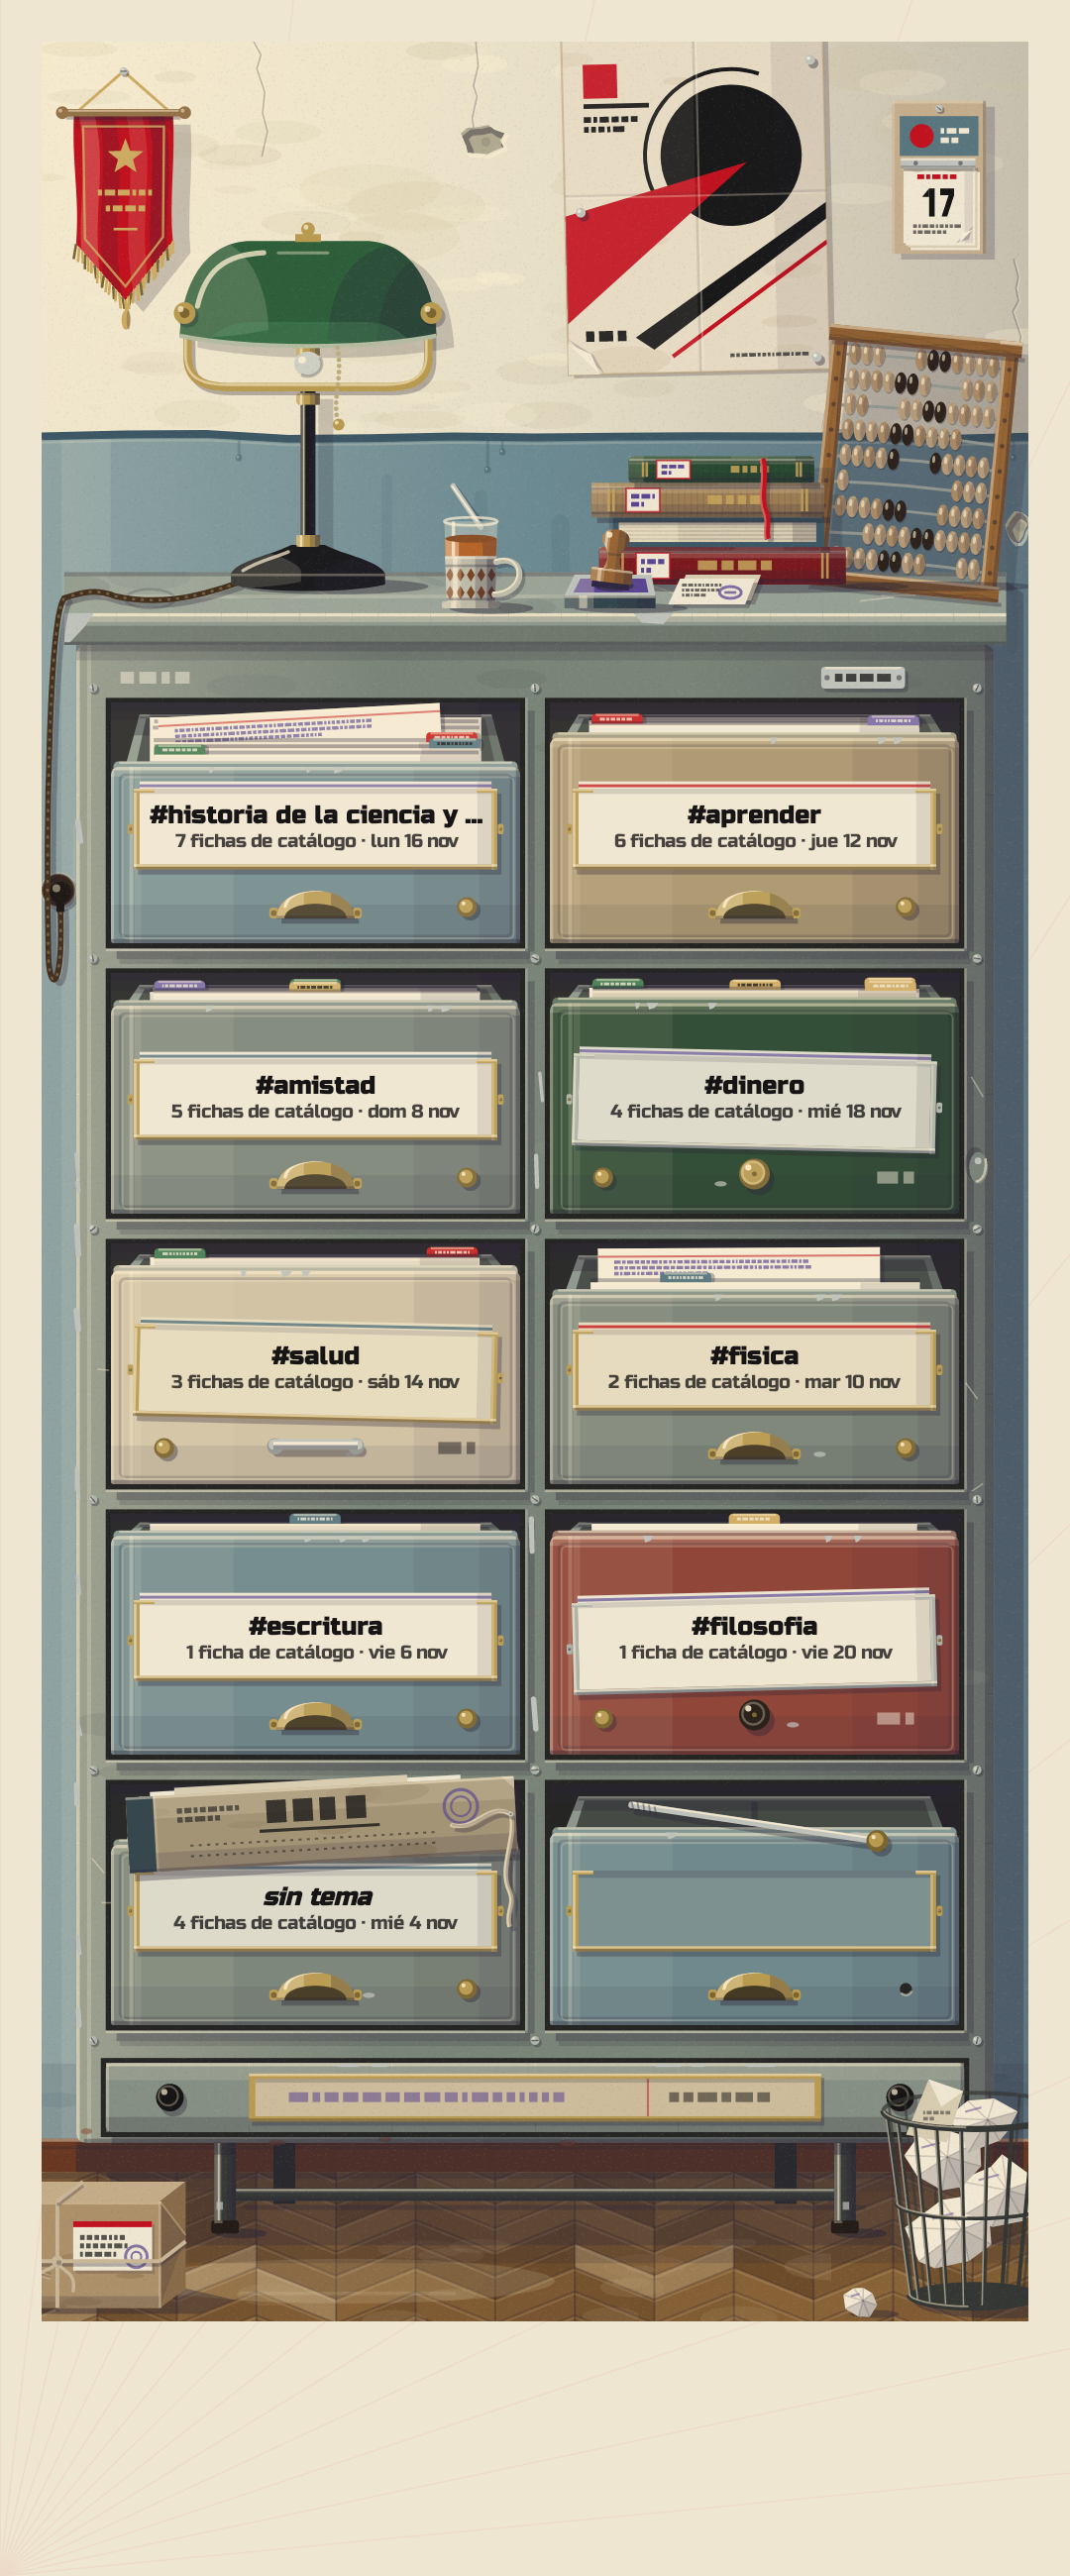 17
#historia de la ciencia y ...
7 fichas de catálogo · lun 16 nov
#aprender
6 fichas de catálogo · jue 12 nov
#amistad
5 fichas de catálogo · dom 8 nov
#dinero
4 fichas de catálogo · mié 18 nov
#salud
3 fichas de catálogo · sáb 14 nov
#fisica
2 fichas de catálogo · mar 10 nov
#escritura
1 ficha de catálogo · vie 6 nov
#filosofia
1 ficha de catálogo · vie 20 nov
sin tema
4 fichas de catálogo · mié 4 nov